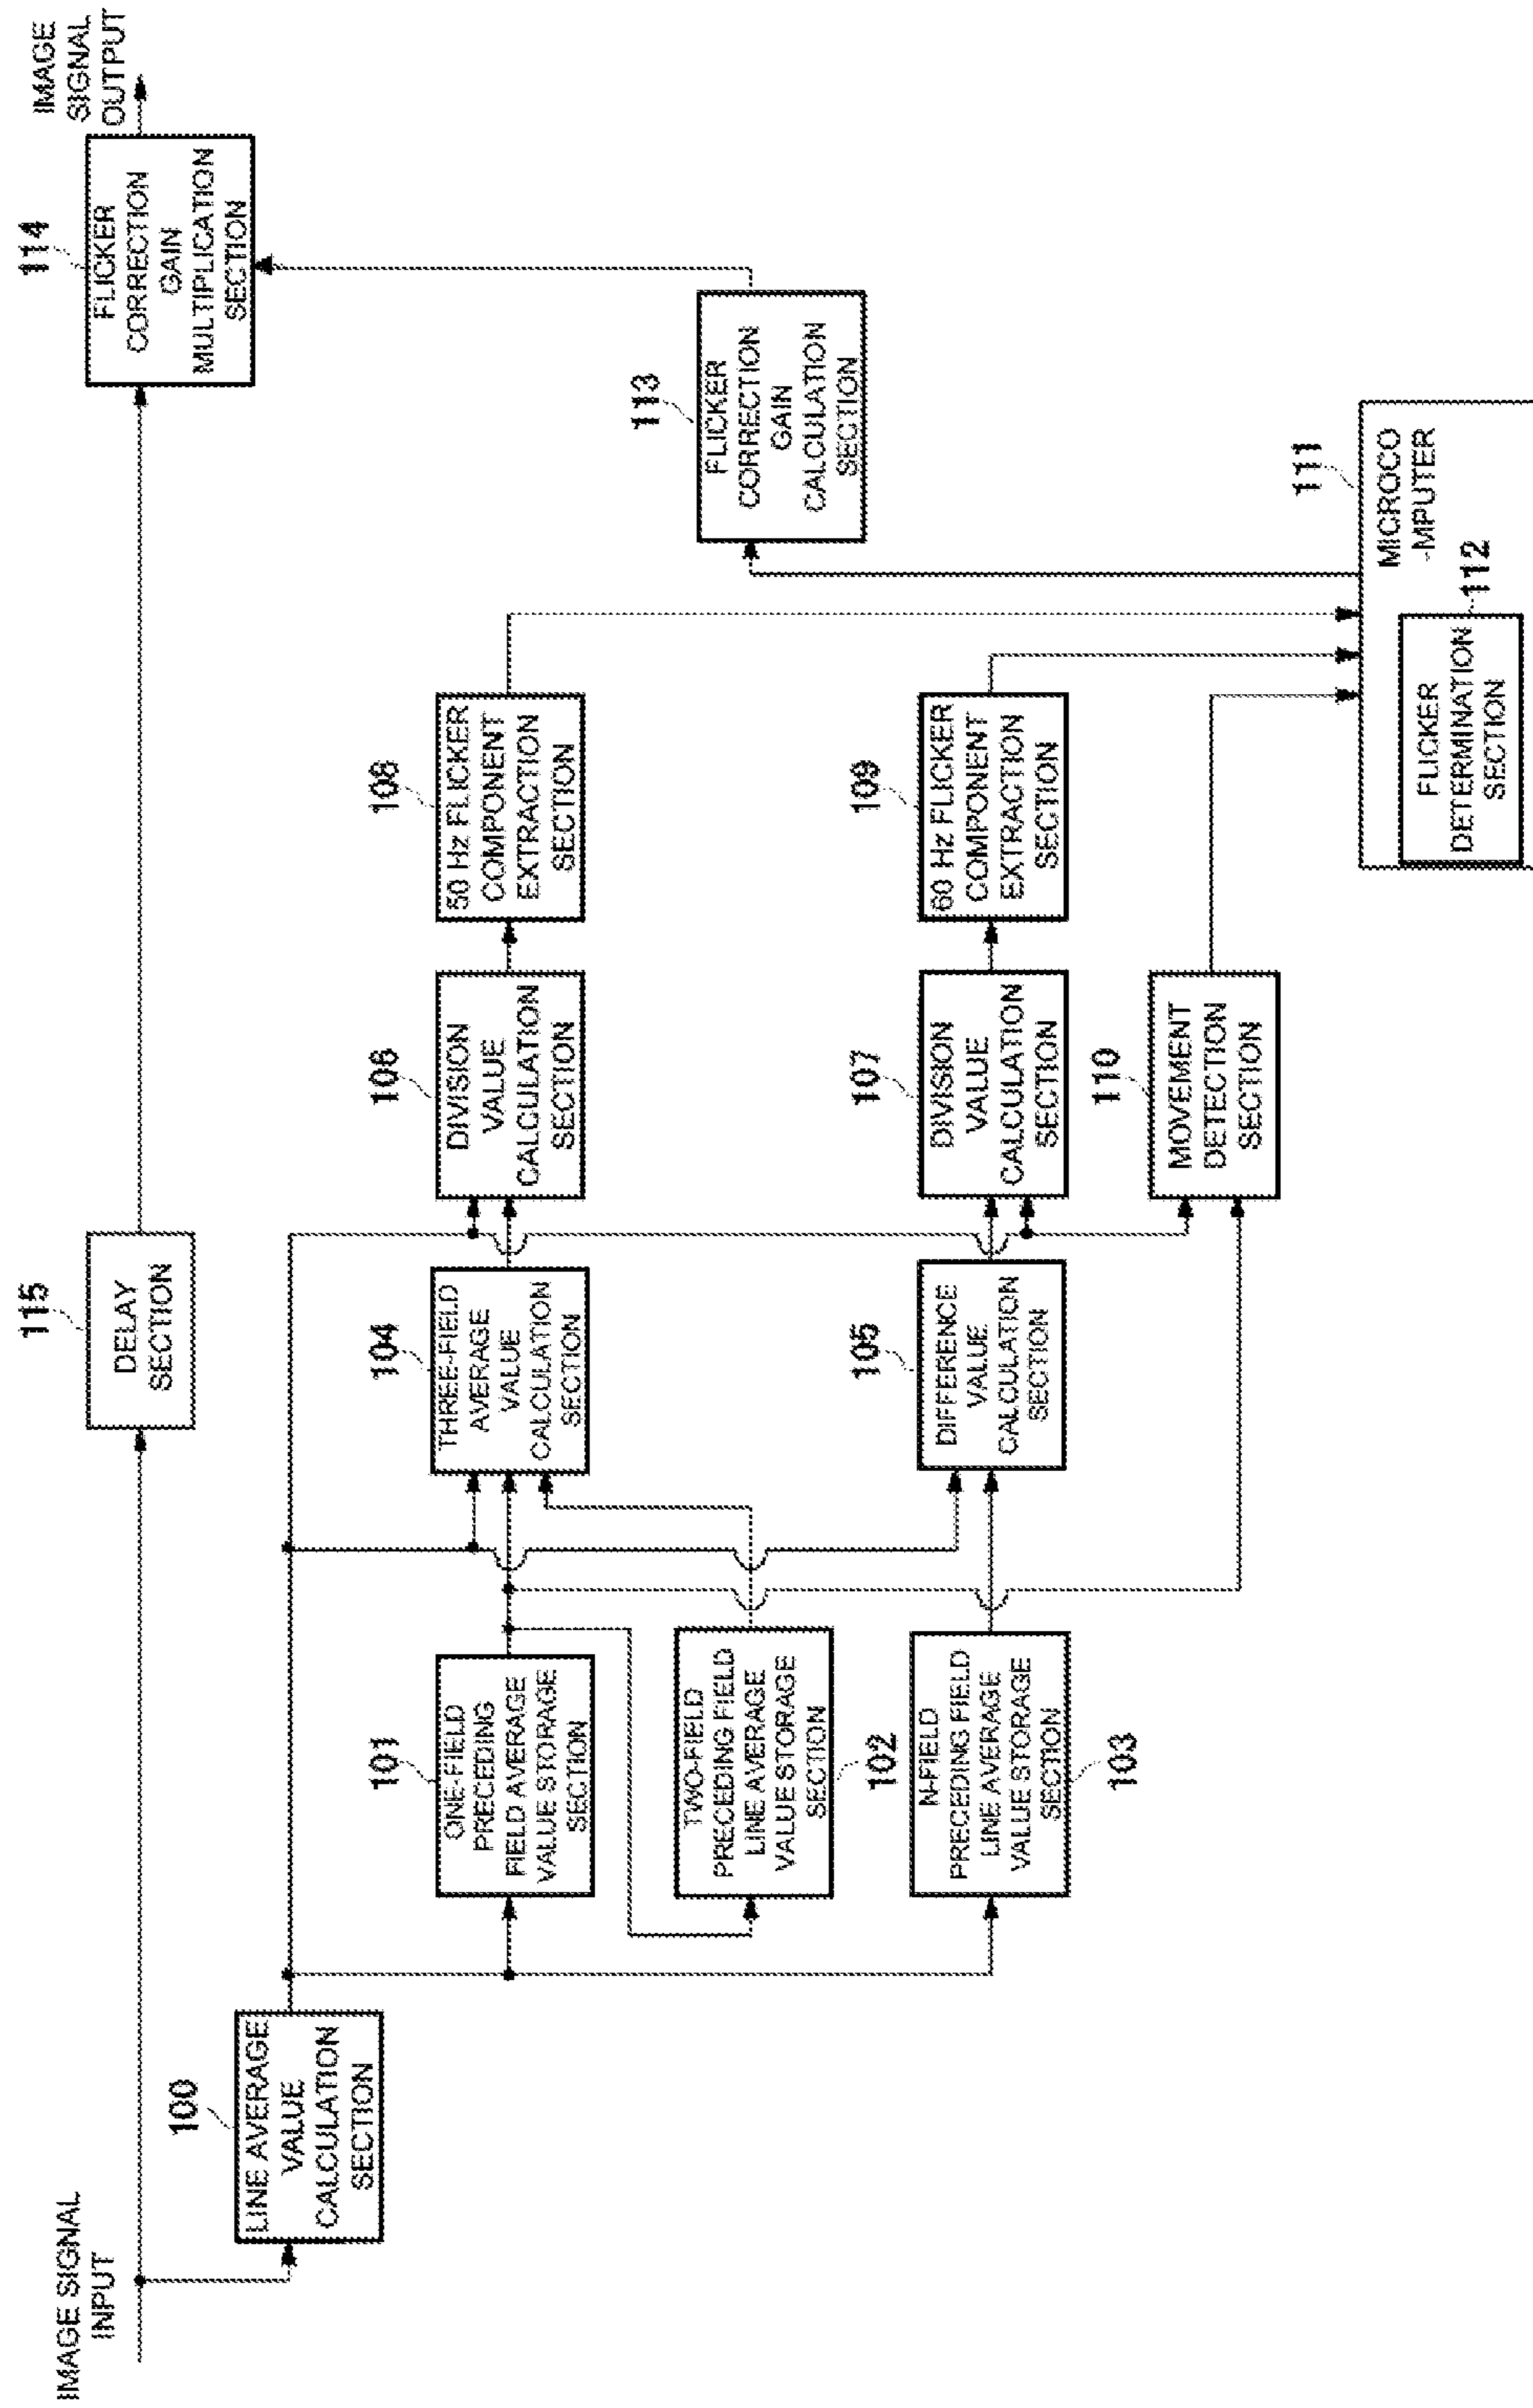 IMAGE SIGNAL
INPUT
100
LINE AVERAGE
VALUE
CALCULATION
SECTION
115
DELAY
SECTION
114
FLICKER
CORRECTION
GAIN
MULTIPLICATION
SECTION
IMAGE
SIGNAL
OUTPUT
101
ONE-FIELD
PRECEDING
FIELD AVERAGE
VALUE STORAGE
SECTION
TWO-FIELD
PRECEDING FIELD
LINE AVERAGE
VALUE STORAGE
SECTION
102
N-FIELD
PRECEDING FIELD
LINE AVERAGE
VALUE STORAGE
SECTION
103
104
THREE-FIELD
AVERAGE
VALUE
CALCULATION
SECTION
105
DIFFERENCE
VALUE
CALCULATION
SECTION
106
DIVISION
VALUE
CALCULATION
SECTION
107
DIVISION
VALUE
CALCULATION
SECTION
110
MOVEMENT
DETECTION
SECTION
108
50 Hz FLICKER
COMPONENT
EXTRACTION
SECTION
109
60 Hz FLICKER
COMPONENT
EXTRACTION
SECTION
113
FLICKER
CORRECTION
GAIN
CALCULATION
SECTION
111
MICROCO
-MPUTER
112
FLICKER
DETERMINATION
SECTION